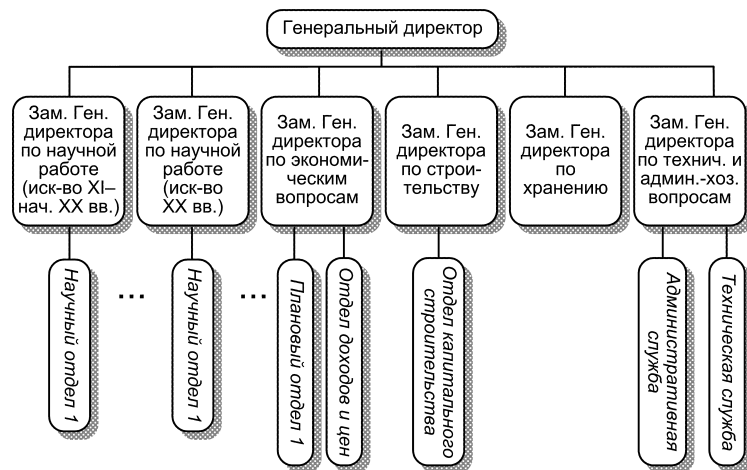 Генеральный директор
Зам. Ген.
директора
по научной
работе
(иск-во XI–
нач. XX вв.)
Зам. Ген.
директора
по научной
работе
(иск-во
XX вв.)
Зам. Ген.
директора
по экономи-
ческим
вопросам
Зам. Ген.
директора
по строи-
тельству
Зам. Ген.
директора
по
хранению
Зам. Ген.
директора
по технич. и
админ.-хоз.
вопросам
Научный отдел 1
...
Научный отдел 1
...
Плановый отдел 1
Отдел доходов и цен
Отдел капитального
строительства
Административная
служба
Техническая служба